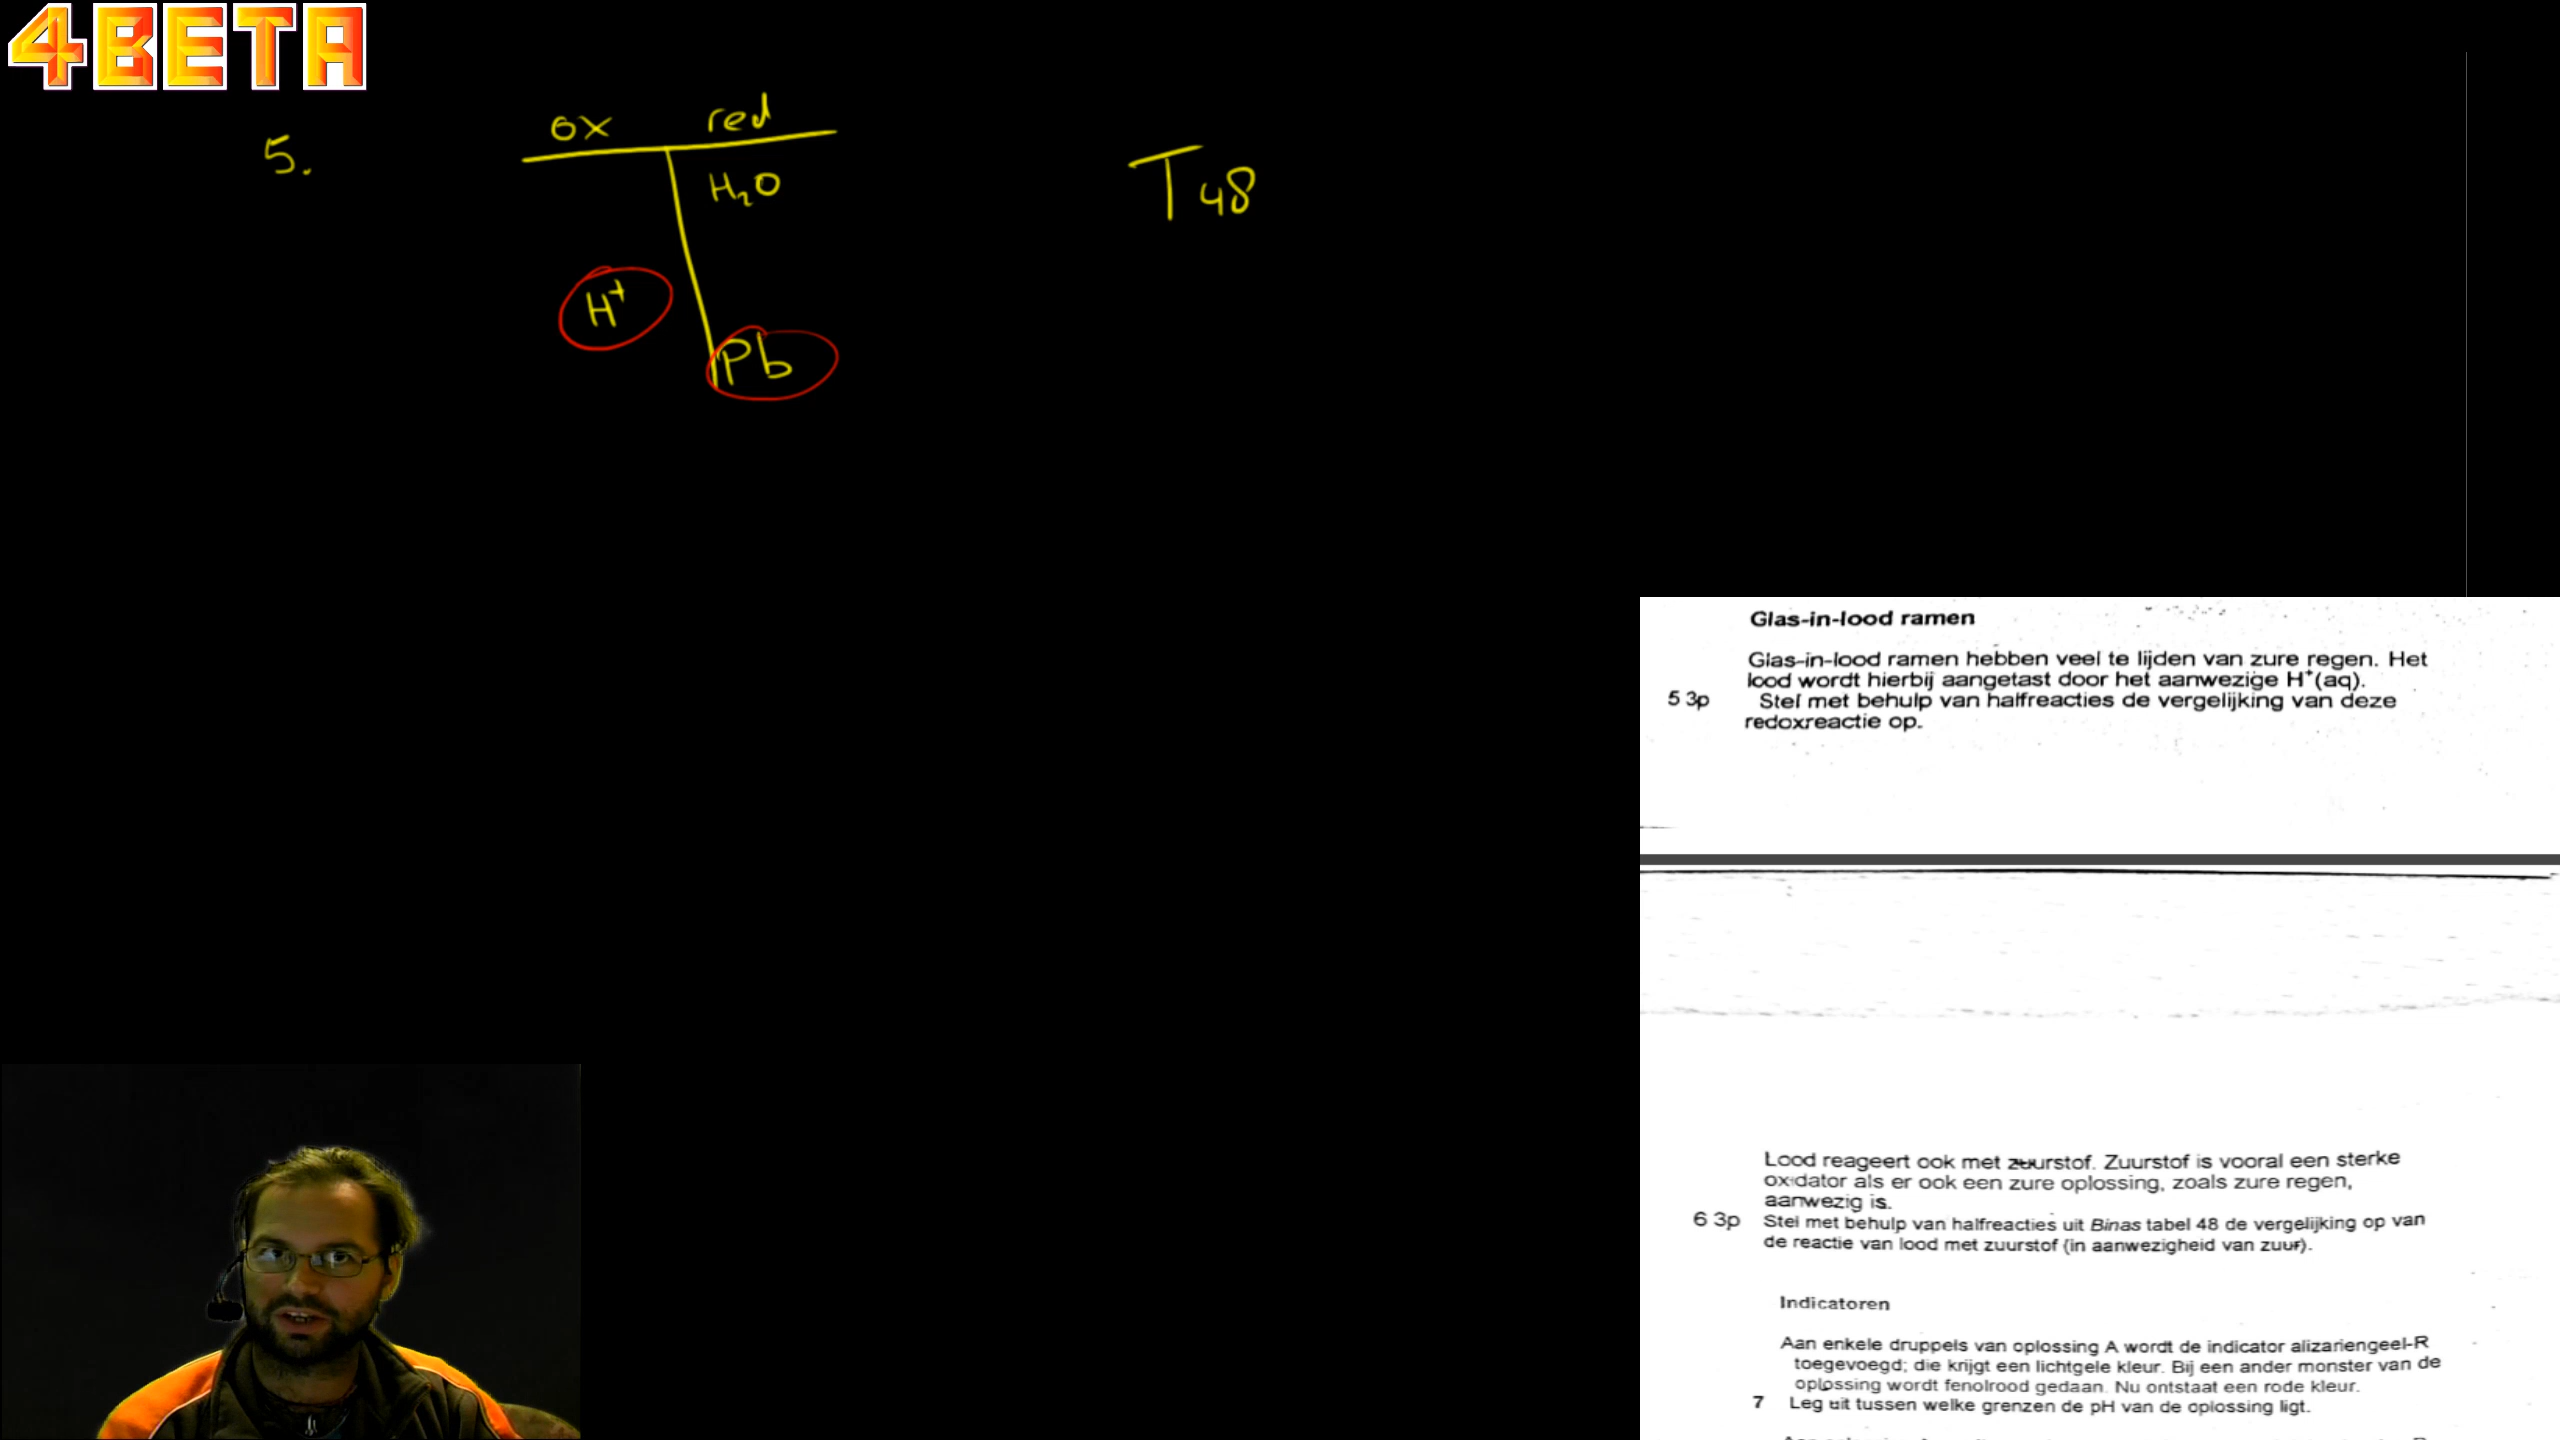 4BETA
5.
ox red
H₂O
H⁺
Pb
T48
Glas-in-lood ramen
Glas-in-lood ramen hebben veel te lijden van zure regen. Het
lood wordt hierbij aangetast door het aanwezige H⁺(aq).
5 3p Stel met behulp van halfreacties de vergelijking van deze
redoxreactie op.
Lood reageert ook met zuurstof. Zuurstof is vooral een sterke
oxidator als er ook een zure oplossing, zoals zure regen,
aanwezig is.
6 3p Stel met behulp van halfreacties uit Binas tabel 48 de vergelijking op van
de reactie van lood met zuurstof (in aanwezigheid van zuur).
Indicatoren
Aan enkele druppels van oplossing A wordt de indicator alizariengeel-R
toegevoegd; die krijgt een lichtgele kleur. Bij een ander monster van de
oplossing wordt fenolrood gedaan. Nu ontstaat een rode kleur.
7 Leg uit tussen welke grenzen de pH van de oplossing ligt.